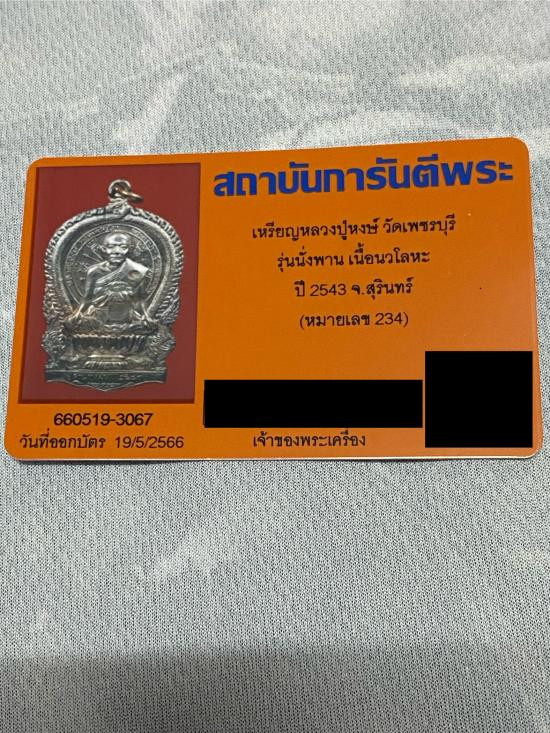 สถาบันการันตีพระ
เหรียญหลวงปู่หงษ์ วัดเพชรบุรี
รุ่นนั่งพาน เนื้อนวโลหะ
ปี 2543 จ.สุรินทร์
(หมายเลข 234)
เจ้าของพระเครื่อง
660519-3067
วันที่ออกบัตร 19/5/2566